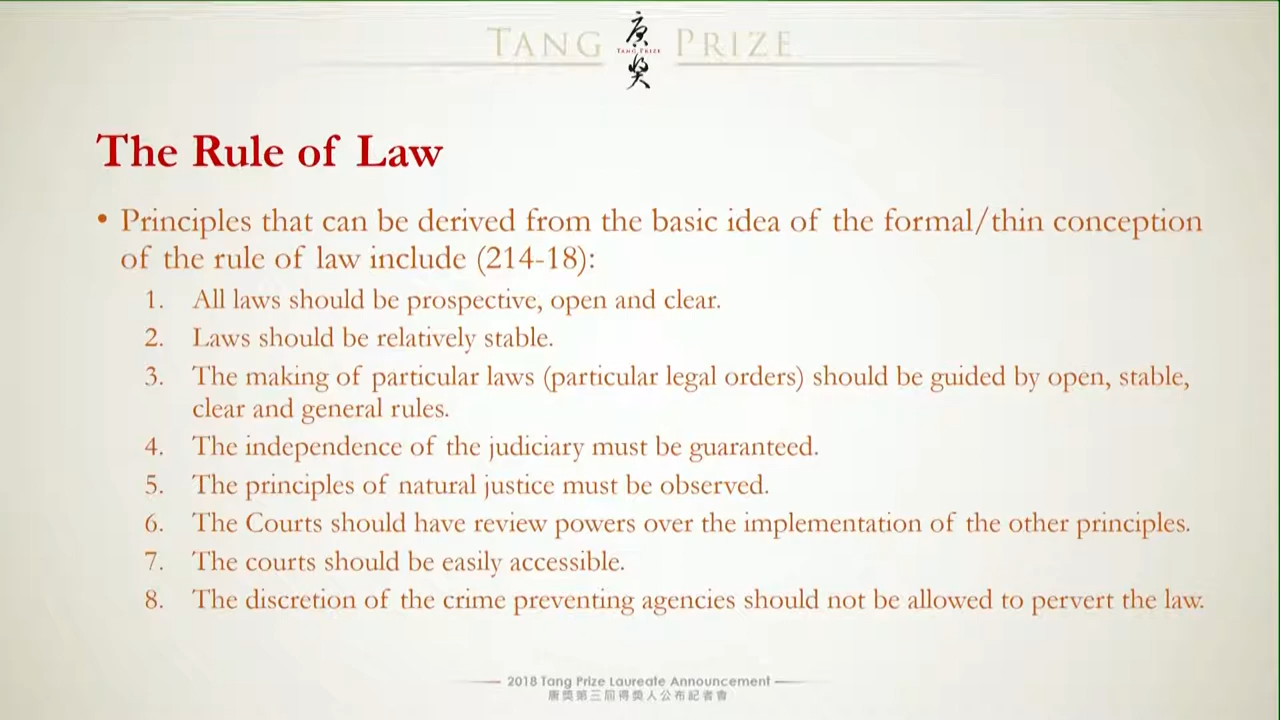 TANG 唐奖 PRIZE
TANG PRIZE
The Rule of Law
• Principles that can be derived from the basic idea of the formal/thin conception
of the rule of law include (214-18):
1. All laws should be prospective, open and clear.
2. Laws should be relatively stable.
3. The making of particular laws (particular legal orders) should be guided by open, stable,
clear and general rules.
4. The independence of the judiciary must be guaranteed.
5. The principles of natural justice must be observed.
6. The Courts should have review powers over the implementation of the other principles.
7. The courts should be easily accessible.
8. The discretion of the crime preventing agencies should not be allowed to pervert the law.
2018 Tang Prize Laureate Announcement
唐獎第三屆得獎人公布記者會